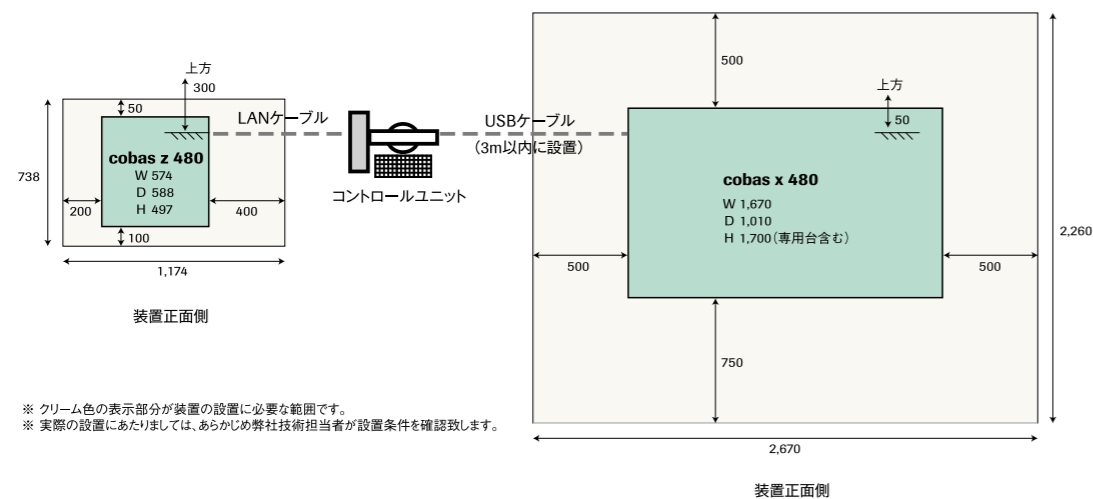 上方
300
50
738
cobas z 480
W 574
D 588
H 497
200
400
100
1,174
装置正面側
LANケーブル
コントロールユニット
USBケーブル
（3m以内に設置）
500
上方
50
cobas x 480
W 1,670
D 1,010
H 1,700（専用台含む）
500
500
2,260
750
2,670
装置正面側
※ クリーム色の表示部分が装置の設置に必要な範囲です。
※ 実際の設置にあたりましては、あらかじめ弊社技術担当者が設置条件を確認致します。